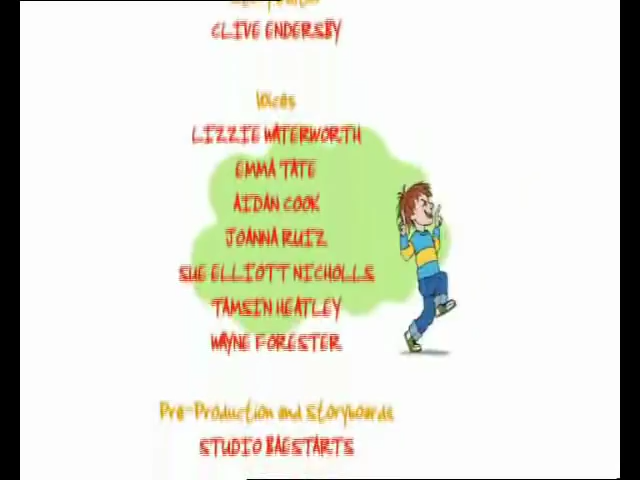 CLIVE ENDERSBY
Voices
LIZZIE WATERWORTH
EMMA TATE
AIDAN COOK
JOANNA RUIZ
SUE ELLIOTT NICHOLLS
TAMSIN HEATLEY
WAYNE FORESTER
Pre-Production and Storyboards
STUDIO BAESTARTS